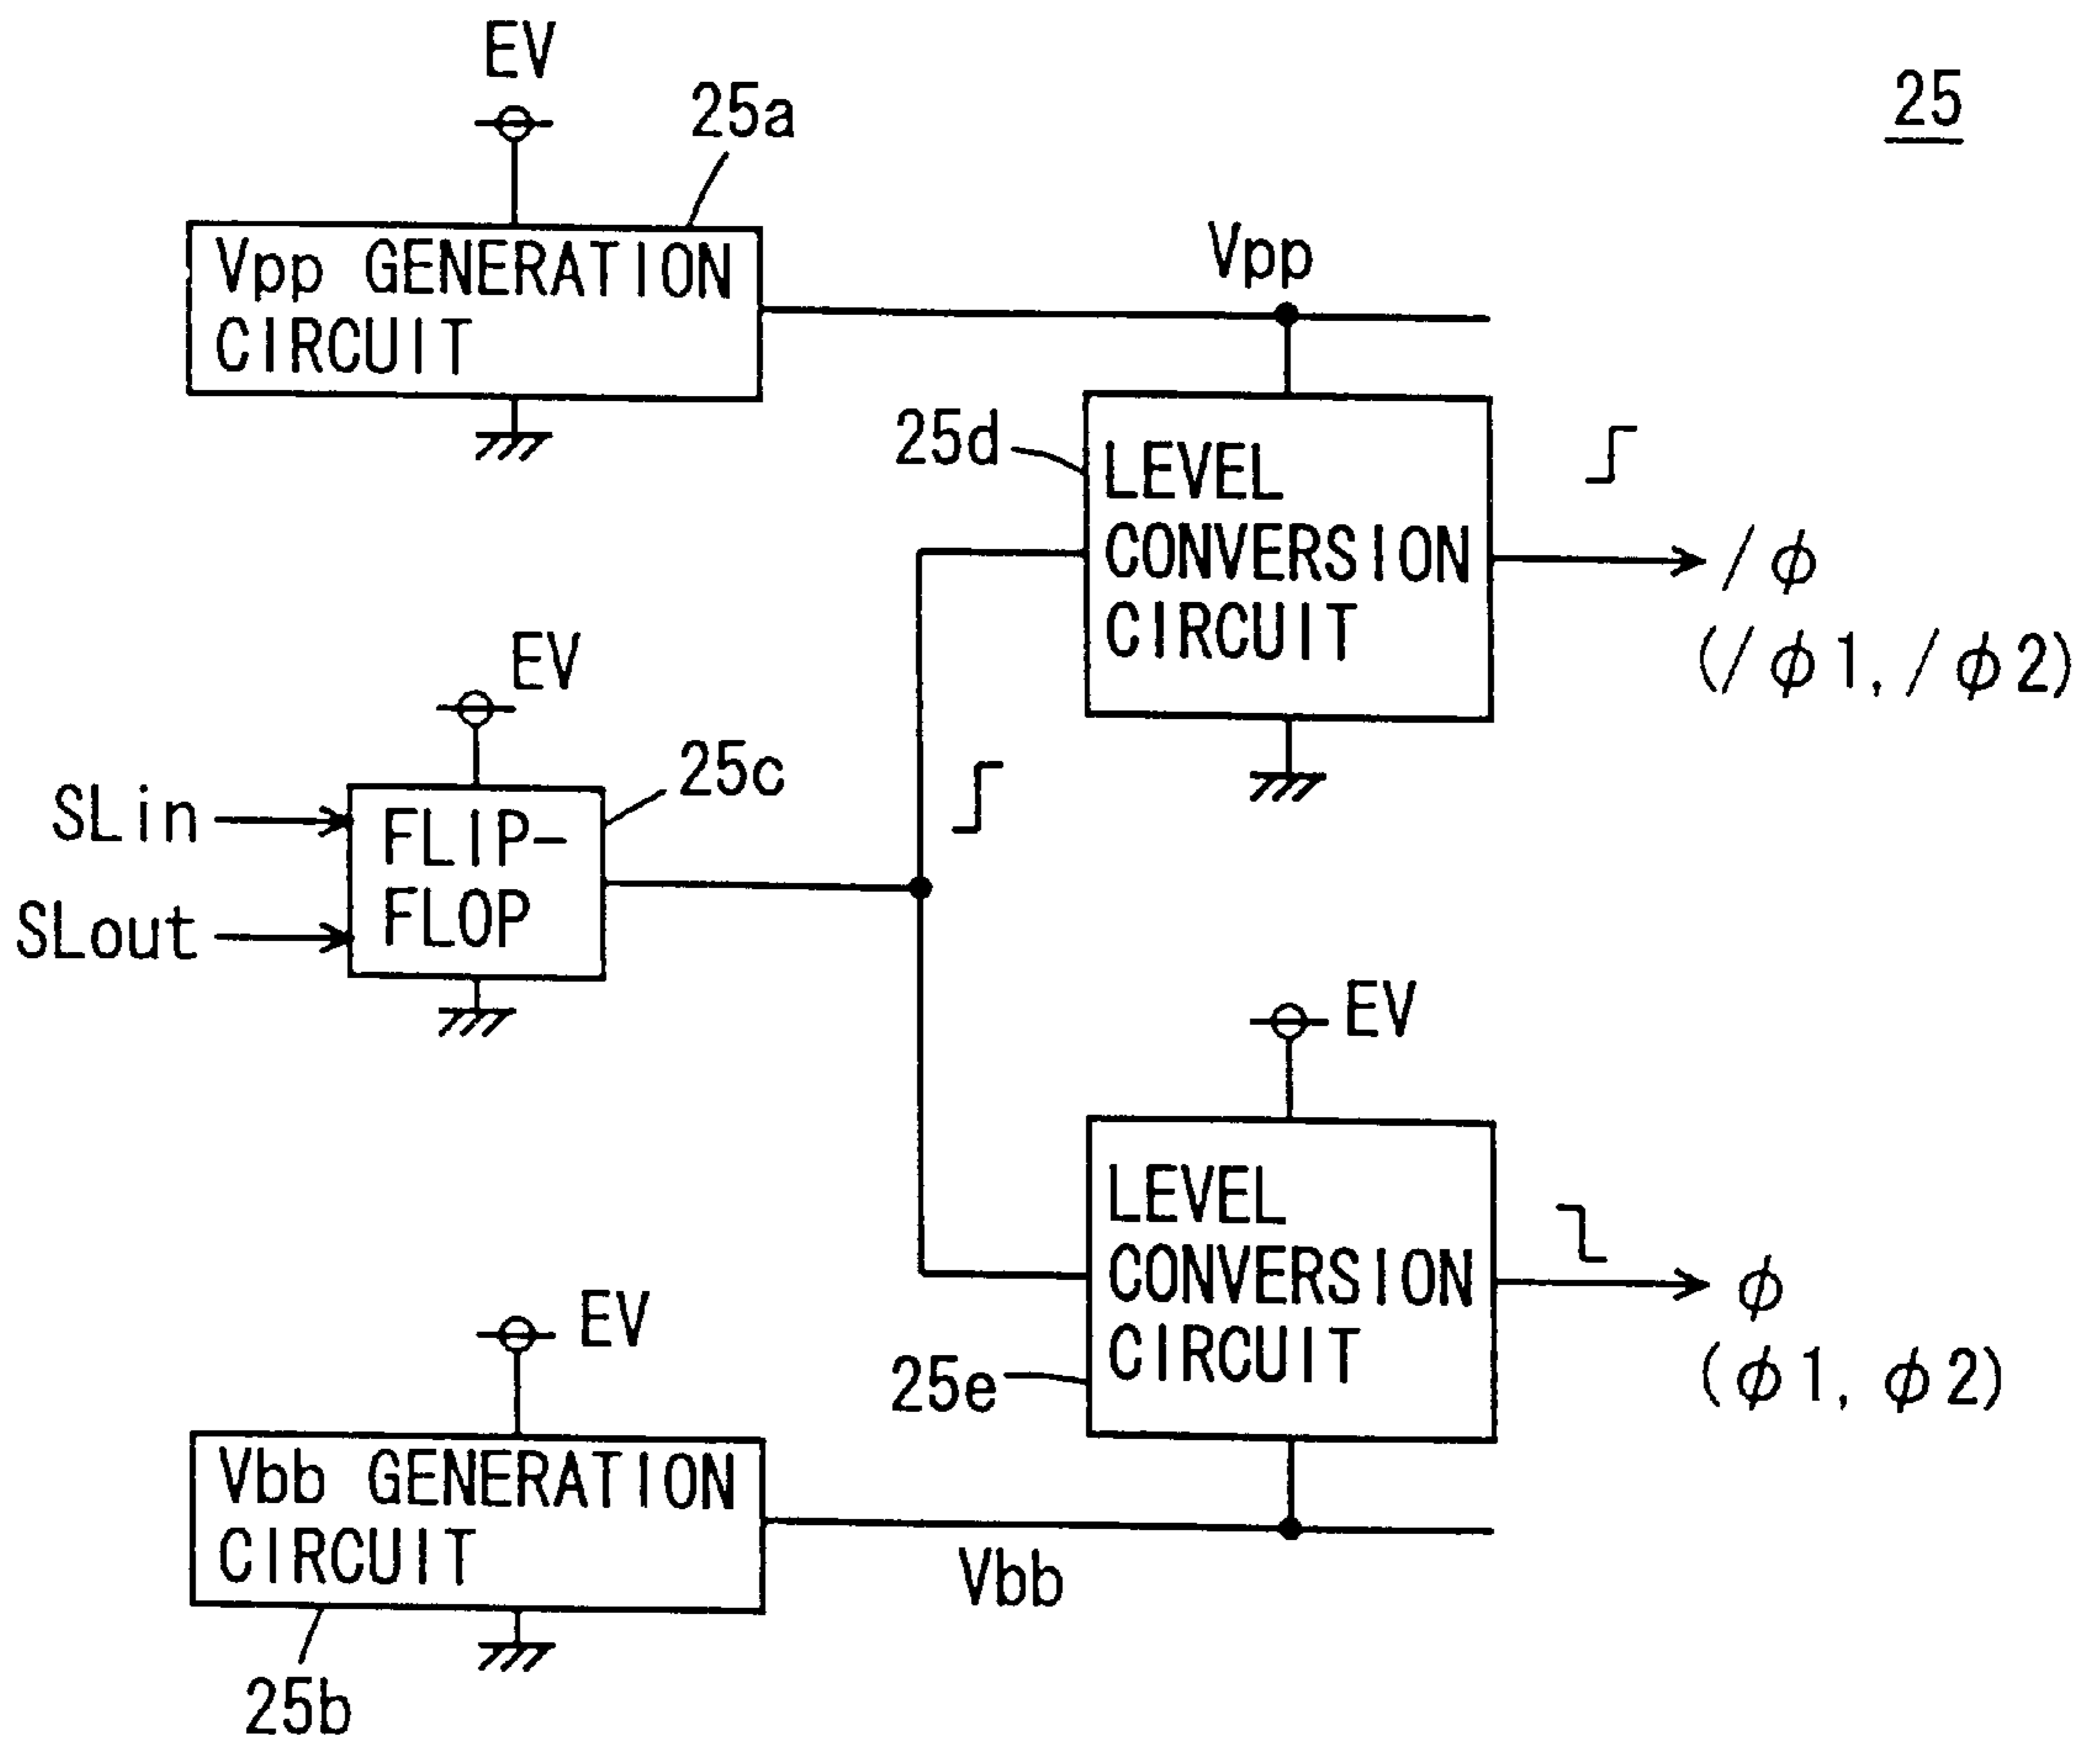 EV
25a
25
Vpp GENERATION
CIRCUIT
Vpp
25d
LEVEL
CONVERSION
CIRCUIT
/φ
(/φ1, /φ2)
EV
25c
SLin
SLout
FLIP-
FLOP
EV
LEVEL
CONVERSION
CIRCUIT
25e
φ
(φ1, φ2)
EV
Vbb GENERATION
CIRCUIT
Vbb
25b